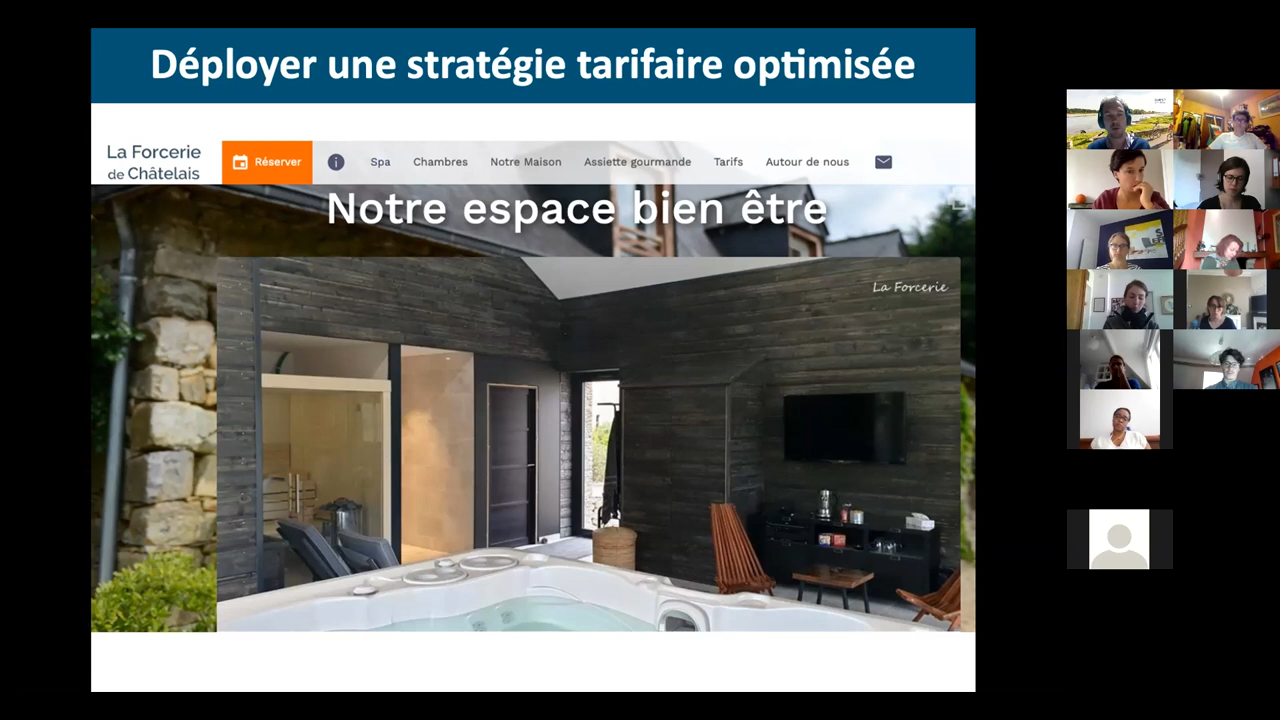 Déployer une stratégie tarifaire optimisée
La Forcerie
de Châtelais
Réserver
Spa
Chambres
Notre Maison
Assiette gourmande
Tarifs
Autour de nous
Notre espace bien être
La Forcerie